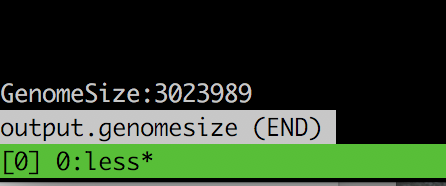 GenomeSize:3023989
output.genomesize (END)
[0] 0:less*